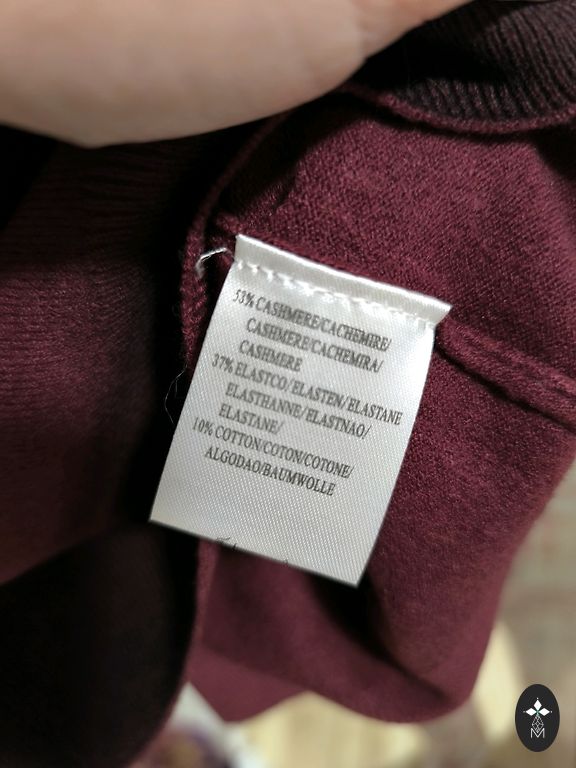 53% CASHMERE/CACHEMIRE/
CASHMERE/CACHEMIRA/
CASHMERE
37% ELASTCO/ELASTEN/ELASTANE
ELASTHANNE/ELASTNAO/
ELASTANE/
10% COTTON/COTON/COTONE/
ALGODAO/BAUMWOLLE
M